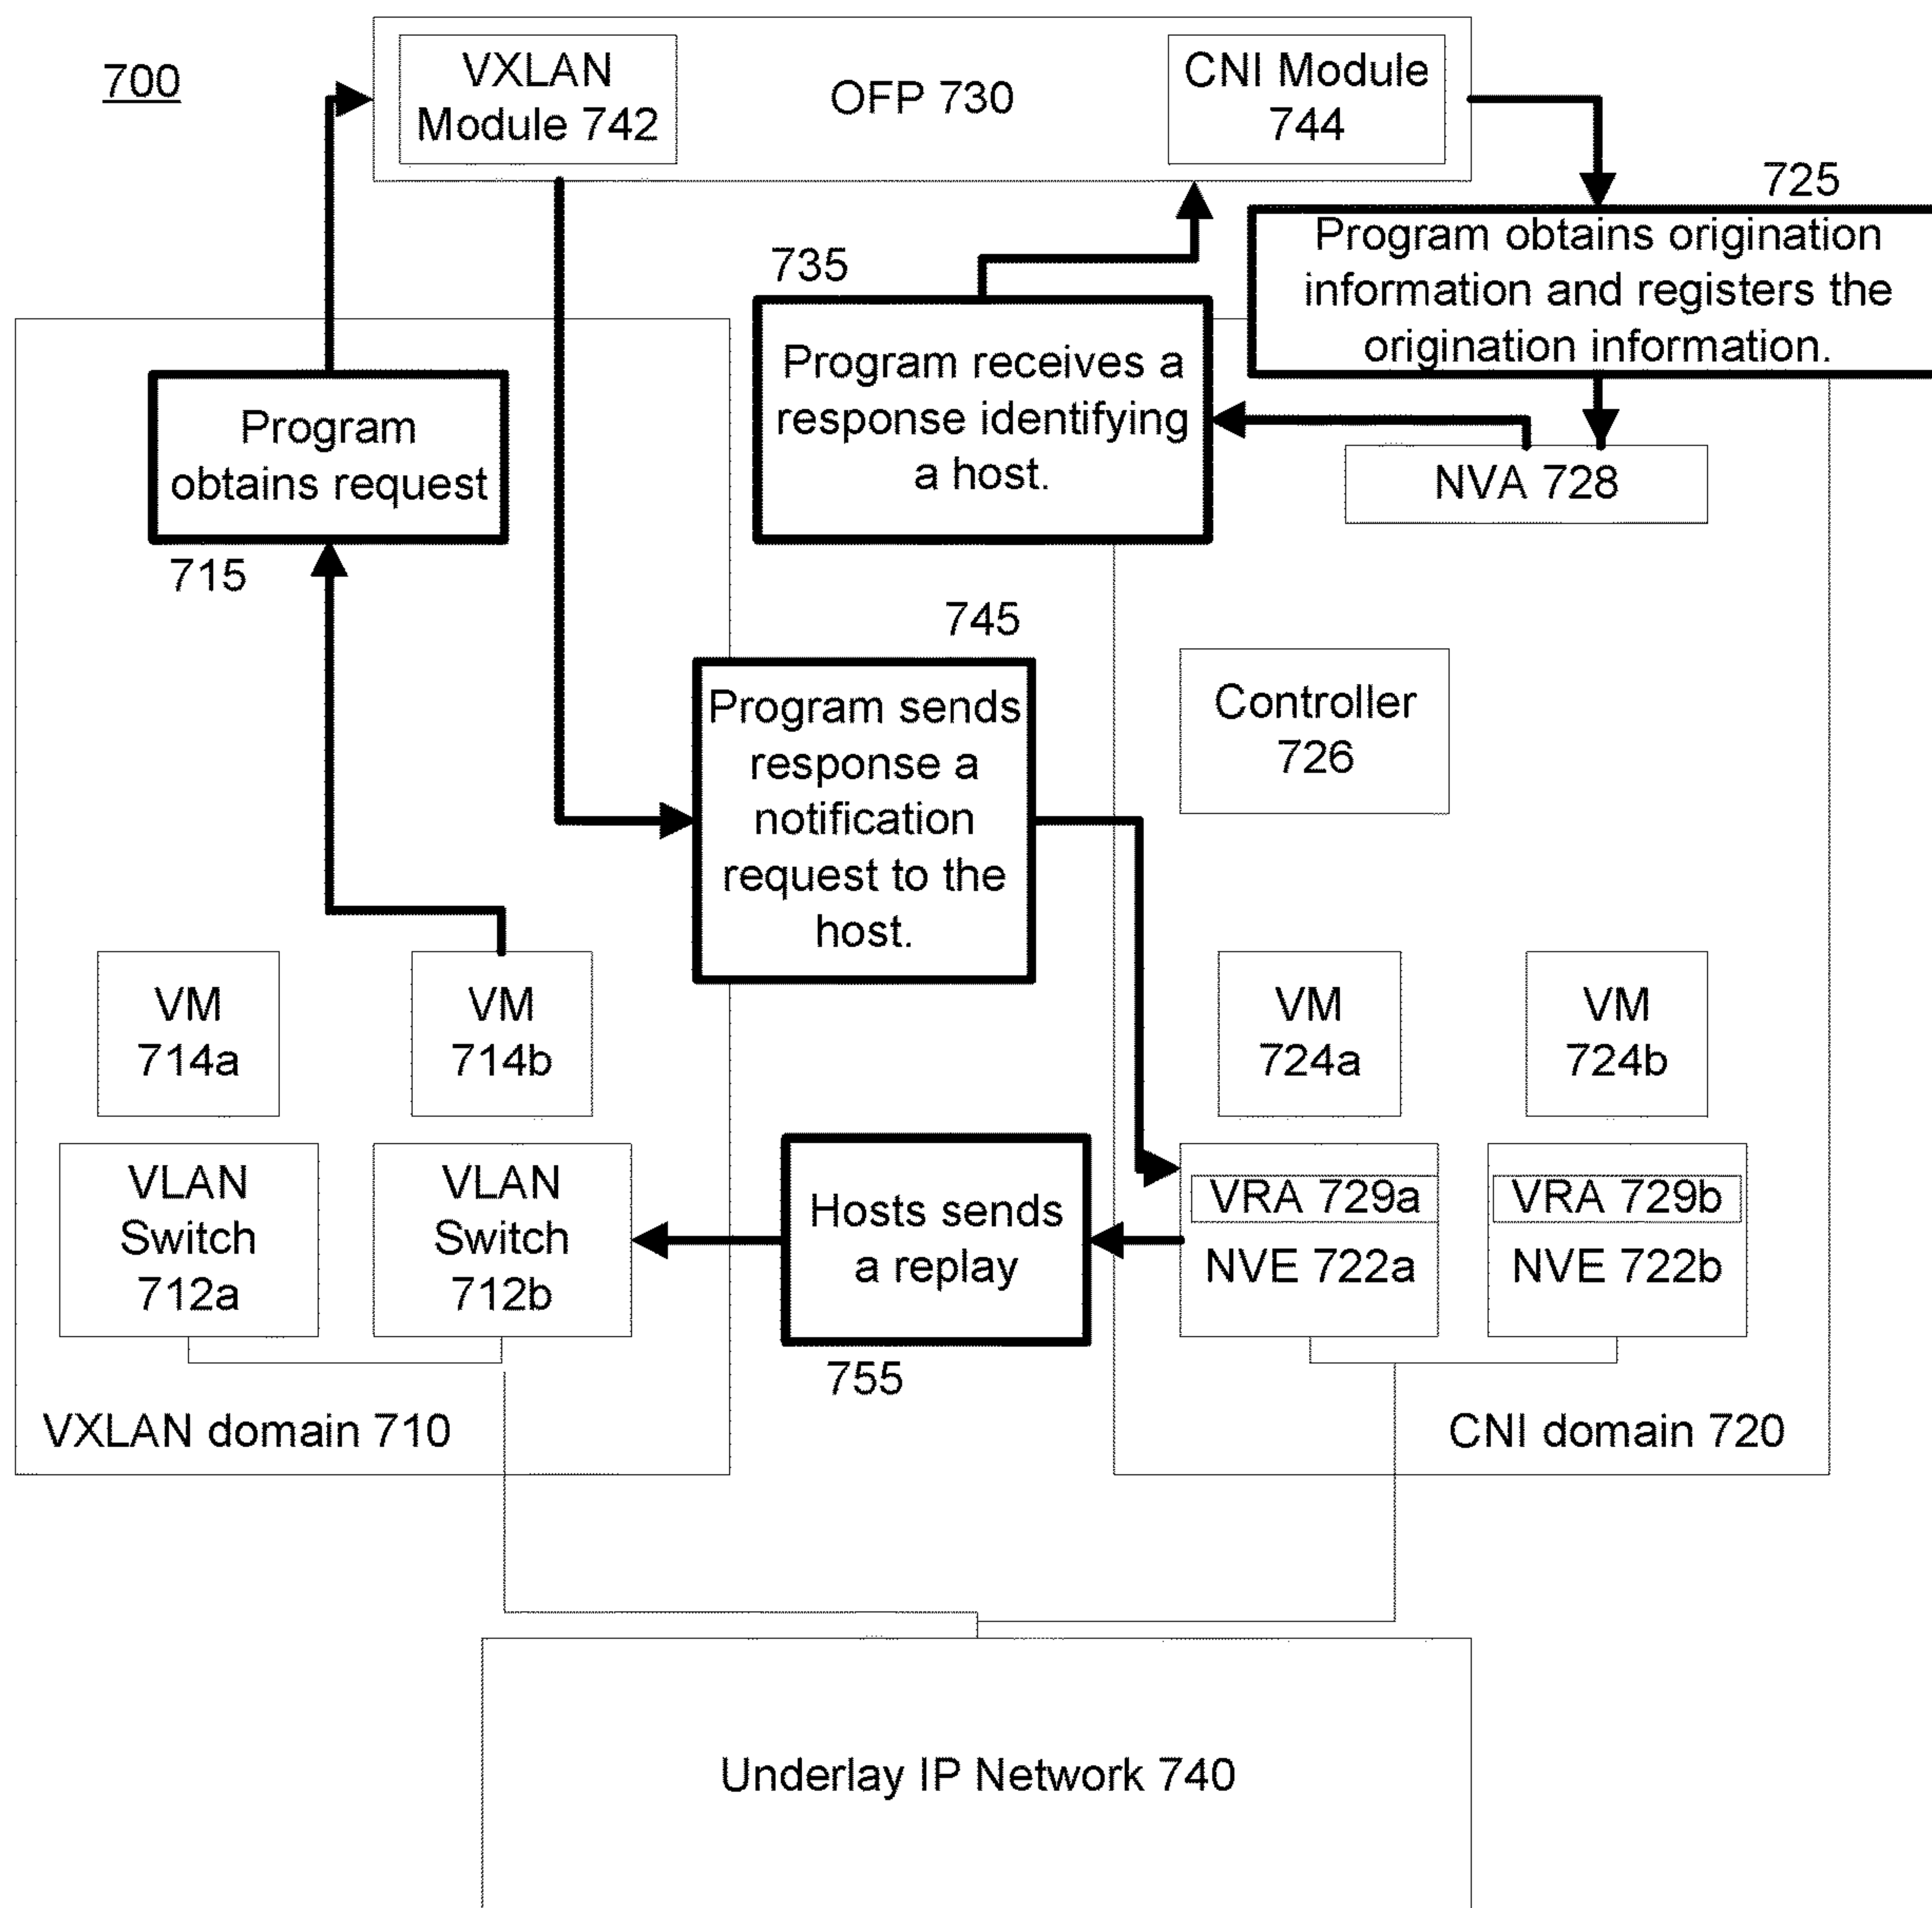 700
VXLAN
Module 742
OFP 730
CNI Module
744
725
Program obtains origination
information and registers the
origination information.
735
Program receives a
response identifying
a host.
Program
obtains request
715
NVA 728
745
Program sends
response a
notification
request to the
host.
Controller
726
VM
714a
VM
714b
VM
724a
VM
724b
VLAN
Switch
712a
VLAN
Switch
712b
Hosts sends
a replay
755
VRA 729a
NVE 722a
VRA 729b
NVE 722b
VXLAN domain 710
CNI domain 720
Underlay IP Network 740